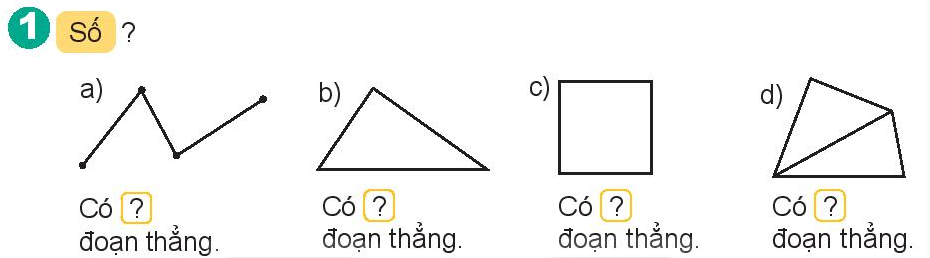 1 Số ?
a) b) c) d)
Có ? Có ? Có ? Có ?
đoạn thẳng. đoạn thẳng. đoạn thẳng. đoạn thẳng.